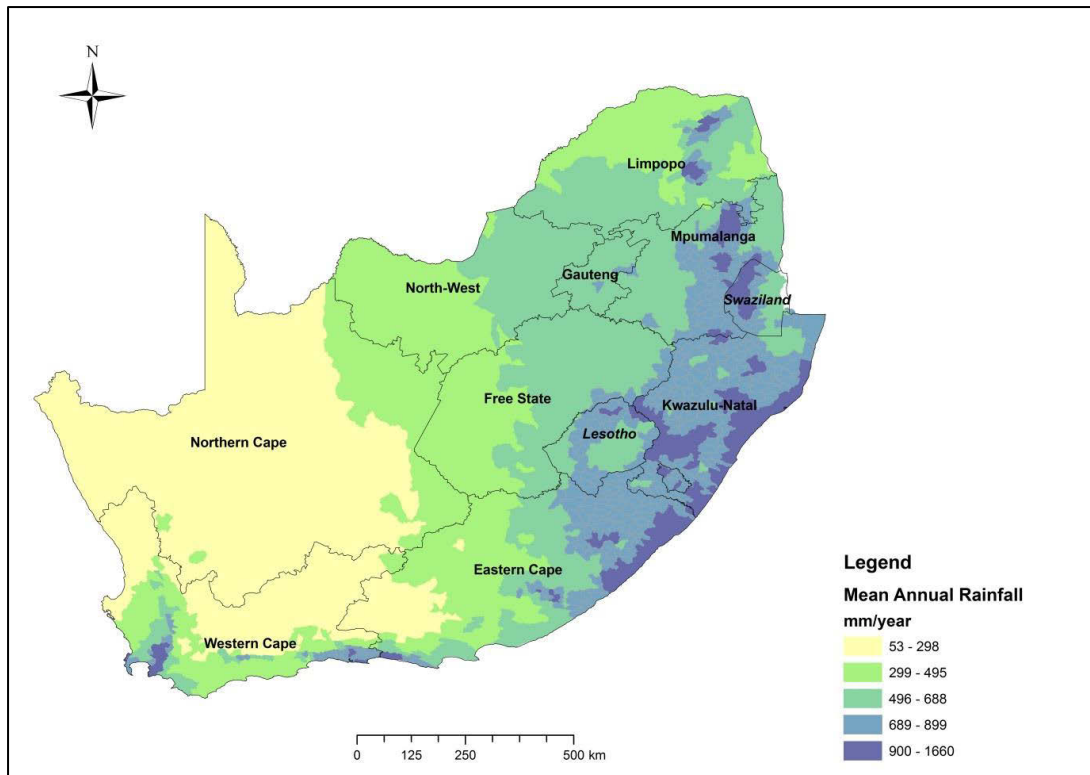 N
Limpopo
Mpumalanga
Gauteng
North-West
Swaziland
Free State
Kwazulu-Natal
Lesotho
Northern Cape
Eastern Cape
Western Cape
Legend
Mean Annual Rainfall
mm/year
53 - 298
299 - 495
496 - 688
689 - 899
900 - 1660
0 125 250 500 km